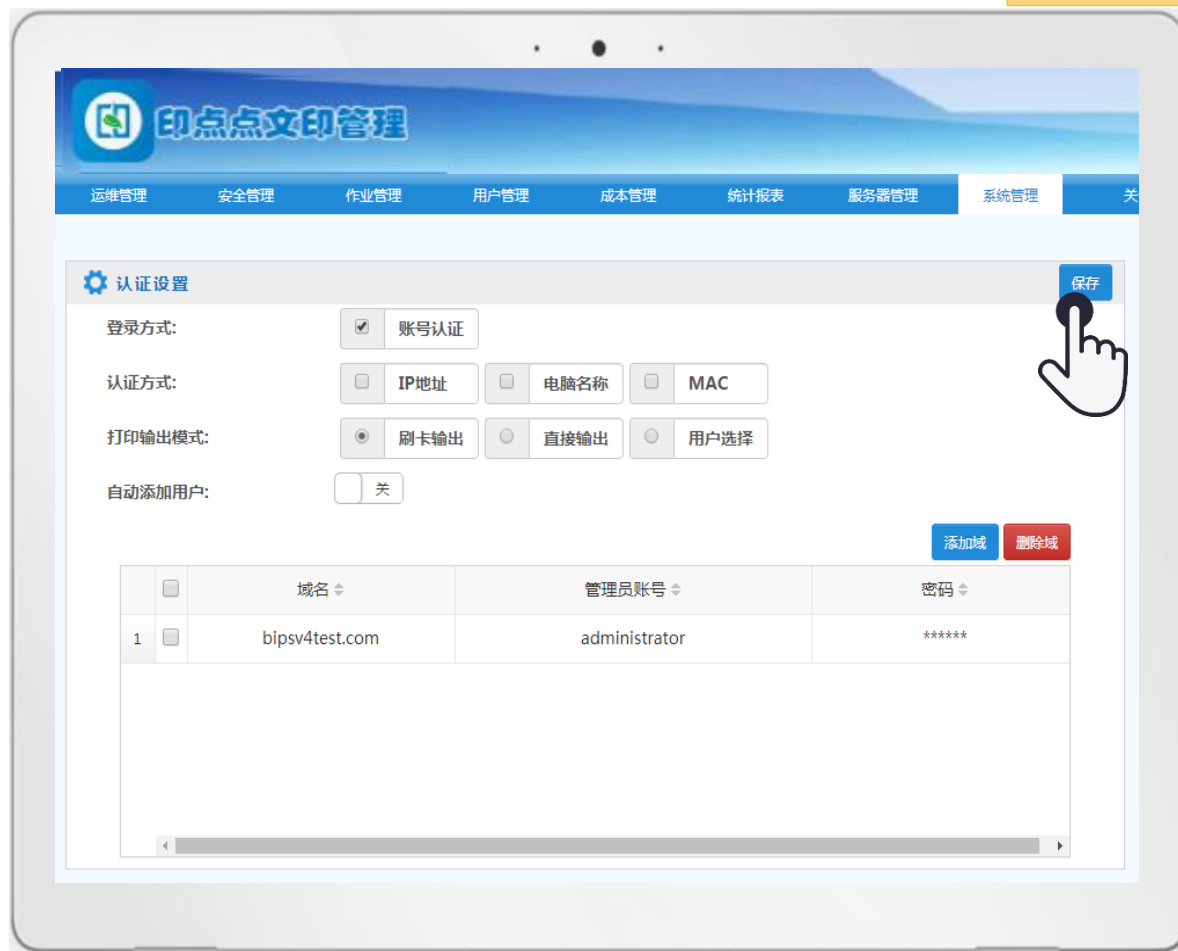 印点点文印管理
运维管理 安全管理 作业管理 用户管理 成本管理 统计报表 服务器管理 系统管理 关
认证设置 保存
登录方式: 账号认证
认证方式: IP地址 电脑名称 MAC
打印输出模式: 刷卡输出 直接输出 用户选择
自动添加用户: 关
添加域 删除域
域名 管理员账号 密码
1 bipsv4test.com administrator ******